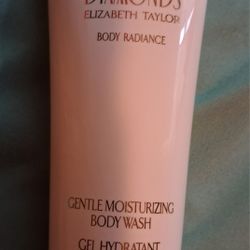 DIAMONDS
ELIZABETH TAYLOR
BODY RADIANCE
GENTLE MOISTURIZING
BODY WASH
GEL HYDRATANT